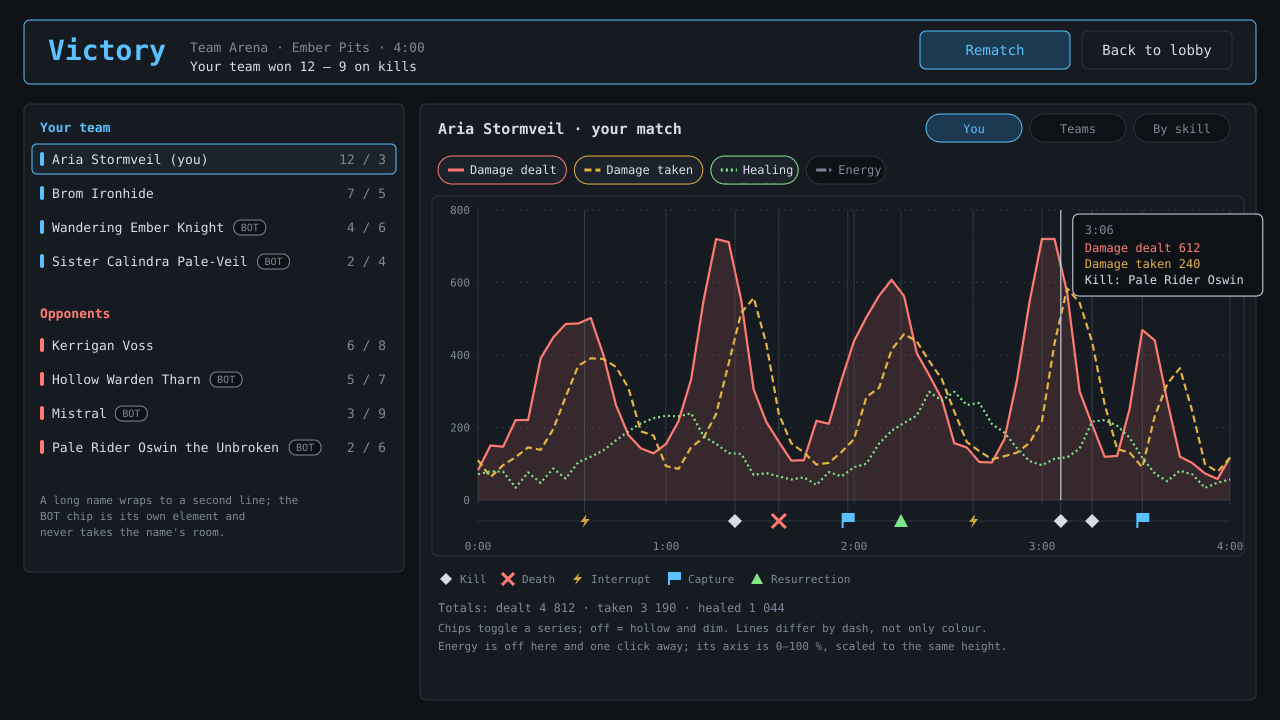 Victory
Team Arena · Ember Pits · 4:00
Your team won 12 — 9 on kills
Rematch
Back to lobby
Your team
Aria Stormveil (you) 12 / 3
Brom Ironhide 7 / 5
Wandering Ember Knight BOT 4 / 6
Sister Calindra Pale-Veil BOT 2 / 4
Opponents
Kerrigan Voss 6 / 8
Hollow Warden Tharn BOT 5 / 7
Mistral BOT 3 / 9
Pale Rider Oswin the Unbroken BOT 2 / 6
A long name wraps to a second line; the
BOT chip is its own element and
never takes the name's room.
Aria Stormveil · your match
You
Teams
By skill
Damage dealt
Damage taken
Healing
Energy
800
600
400
200
0
3:06
Damage dealt 612
Damage taken 240
Kill: Pale Rider Oswin
0:00 1:00 2:00 3:00 4:00
Kill Death Interrupt Capture Resurrection
Totals: dealt 4 812 · taken 3 190 · healed 1 044
Chips toggle a series; off = hollow and dim. Lines differ by dash, not only colour.
Energy is off here and one click away; its axis is 0–100 %, scaled to the same height.